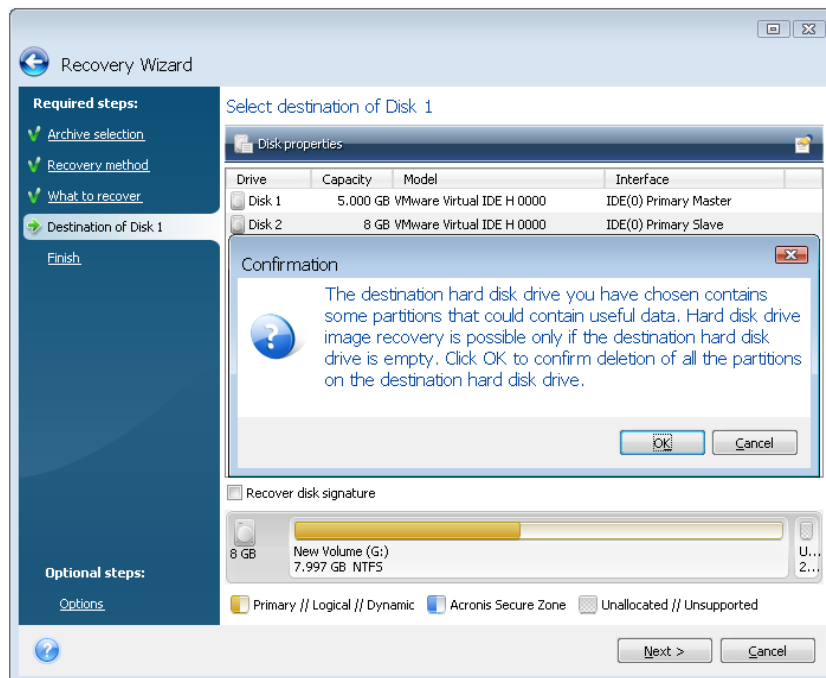 Recovery Wizard
Required steps:
Archive selection
Recovery method
What to recover
Destination of Disk 1
Finish
Optional steps:
Options
Select destination of Disk 1
Disk properties
Drive Capacity Model Interface
Disk 1 5.000 GB VMware Virtual IDE H 0000 IDE(0) Primary Master
Disk 2 8 GB VMware Virtual IDE H 0000 IDE(0) Primary Slave
Confirmation
The destination hard disk drive you have chosen contains
some partitions that could contain useful data. Hard disk drive
image recovery is possible only if the destination hard disk
drive is empty. Click OK to confirm deletion of all the partitions
on the destination hard disk drive.
OK Cancel
Recover disk signature
8 GB
New Volume (G:)
7.997 GB NTFS
U...
2...
Primary // Logical // Dynamic Acronis Secure Zone Unallocated // Unsupported
Next > Cancel